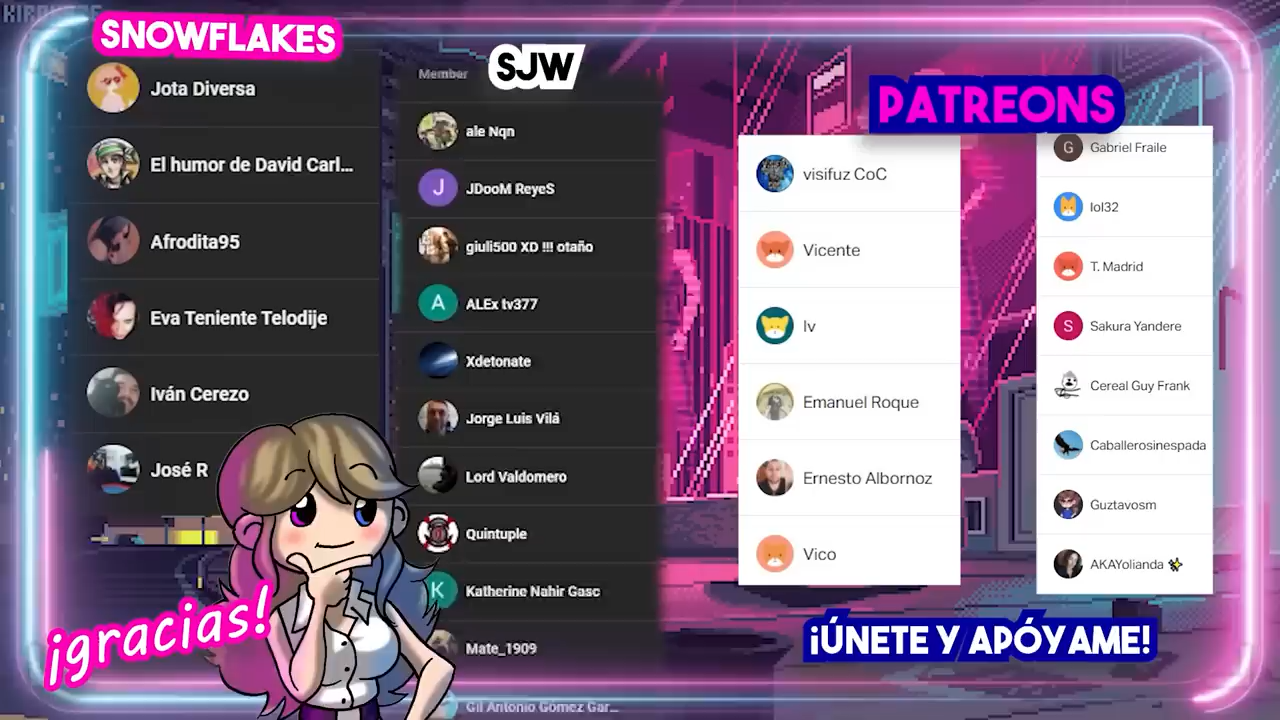 SNOWFLAKES
Jota Diversa
El humor de David Carl...
Afrodita95
Eva Teniente Telodije
Iván Cerezo
José R
¡gracias!
SJW
Member
ale Nqn
J
JDooM ReyeS
giuli500 XD !!! otaño
A
ALEx tv377
Xdetonate
Jorge Luis Vilá
Lord Valdomero
Quintuple
K
Katherine Nahir Gasc
Mate_1909
Gil Antonio Gómez Gar...
PATREONS
visifuz CoC
Vicente
Iv
Emanuel Roque
Ernesto Albornoz
Vico
G
Gabriel Fraile
lol32
T. Madrid
S
Sakura Yandere
Cereal Guy Frank
Caballerosinespada
Guztavosm
AKAYolianda ✨
¡ÚNETE Y APÓYAME!